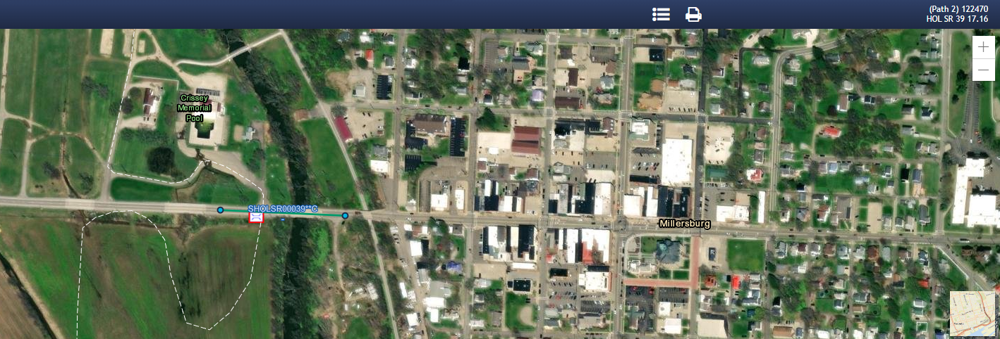 (Path 2) 122470
HOL SR 39 17.16
Crissey
Memorial
Pool
SHOLSR00039**C
Millersburg